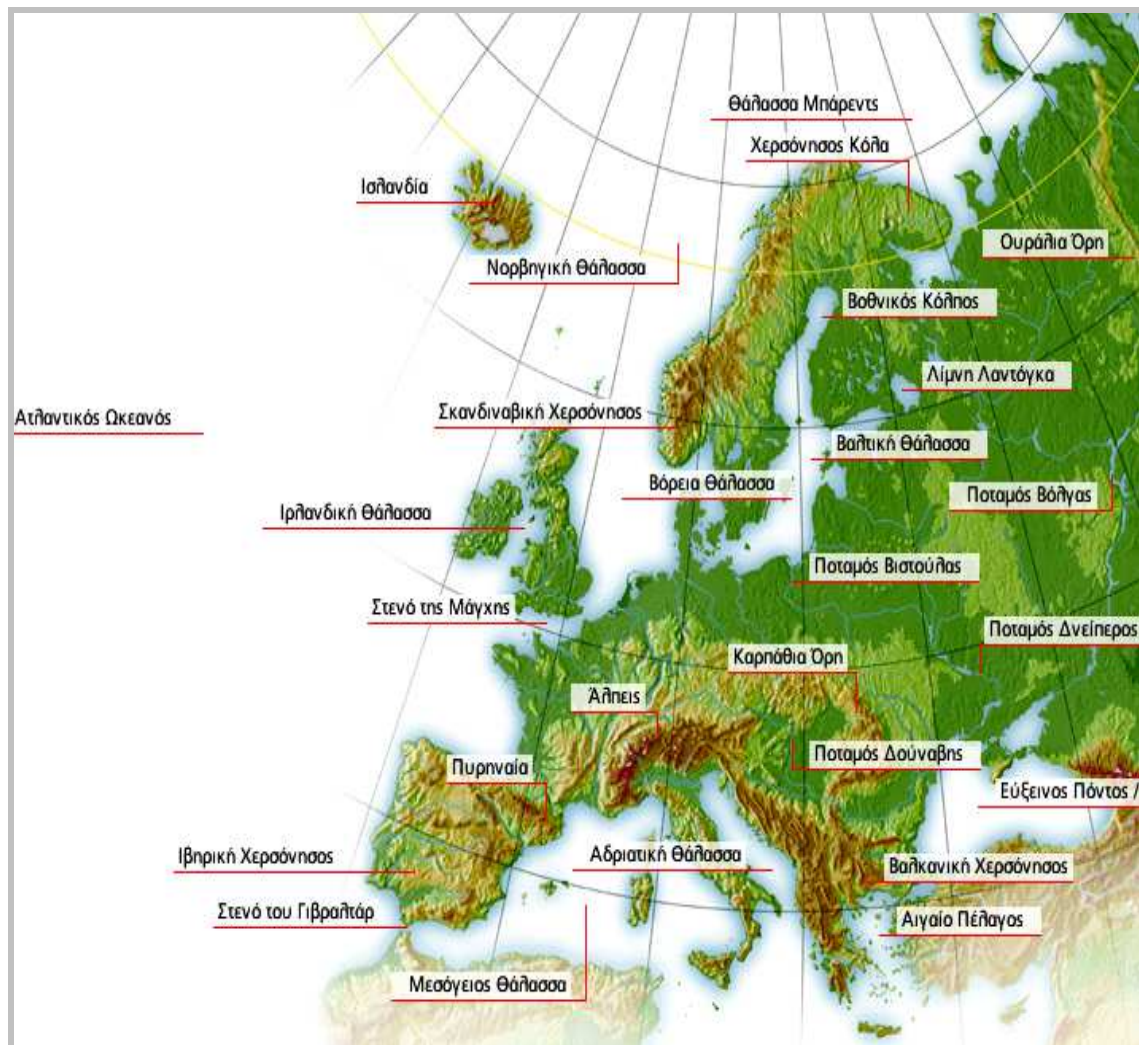 Θάλασσα Μπάρεντς
Χερσόνησος Κόλα
Ισλανδία
Ουράλια Όρη
Νορβηγική Θάλασσα
Βοθνικός Κόλπος
Λίμνη Λαντόγκα
Ατλαντικός Ωκεανός
Σκανδιναβική Χερσόνησος
Βαλτική Θάλασσα
Βόρεια Θάλασσα
Ποταμός Βόλγας
Ιρλανδική Θάλασσα
Ποταμός Βιστούλας
Στενό της Μάγχης
Ποταμός Δνείπερος
Καρπάθια Όρη
Άλπεις
Ποταμός Δούναβης
Πυρηναία
Εύξεινος Πόντος /
Ιβηρική Χερσόνησος
Αδριατική Θάλασσα
Βαλκανική Χερσόνησος
Στενό του Γιβραλτάρ
Αιγαίο Πέλαγος
Μεσόγειος Θάλασσα